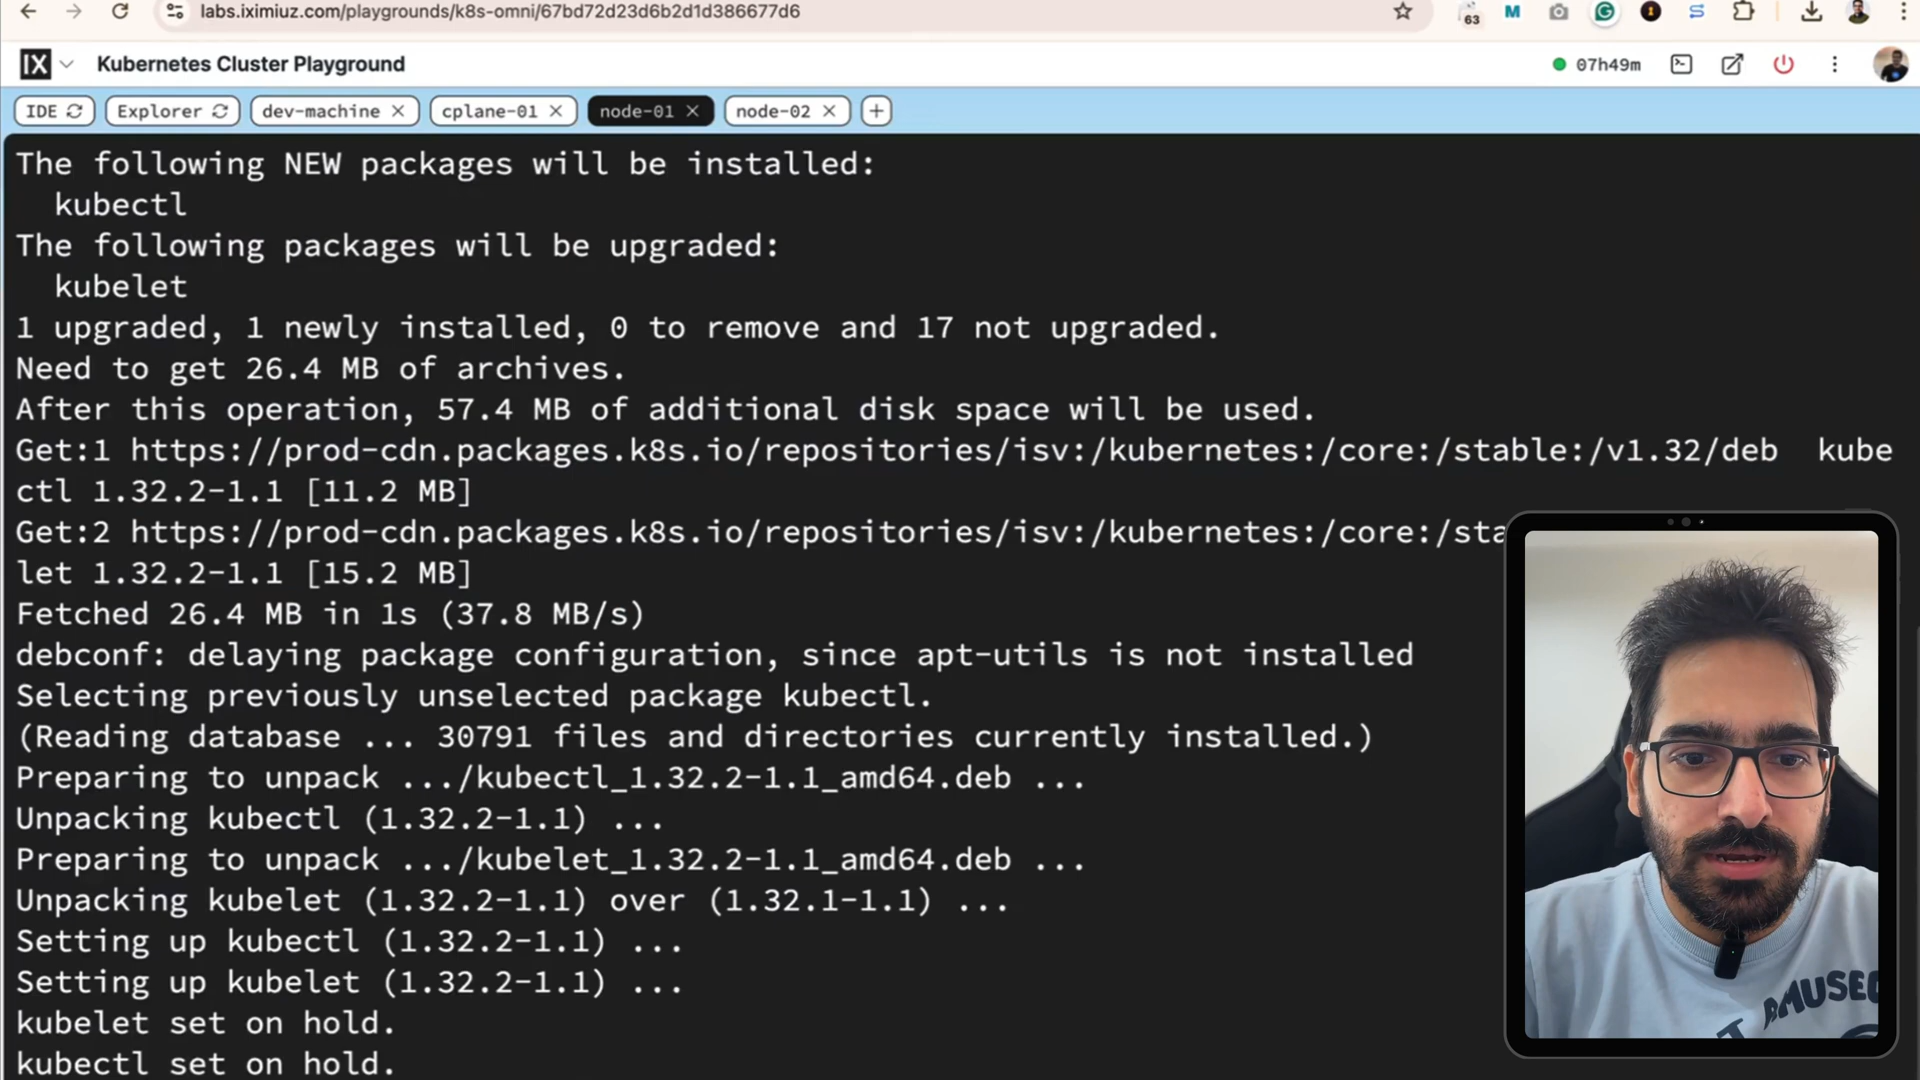 labs.iximiuz.com/playgrounds/k8s-omni/67bd72d23d6b2d1d386677d6
63
M
IX
Kubernetes Cluster Playground
07h49m
IDE
Explorer
dev-machine
cplane-01
node-01
node-02
The following NEW packages will be installed:
kubectl
The following packages will be upgraded:
kubelet
1 upgraded, 1 newly installed, 0 to remove and 17 not upgraded.
Need to get 26.4 MB of archives.
After this operation, 57.4 MB of additional disk space will be used.
Get:1 https://prod-cdn.packages.k8s.io/repositories/isv:/kubernetes:/core:/stable:/v1.32/deb  kube
ctl 1.32.2-1.1 [11.2 MB]
Get:2 https://prod-cdn.packages.k8s.io/repositories/isv:/kubernetes:/core:/sta
let 1.32.2-1.1 [15.2 MB]
Fetched 26.4 MB in 1s (37.8 MB/s)
debconf: delaying package configuration, since apt-utils is not installed
Selecting previously unselected package kubectl.
(Reading database ... 30791 files and directories currently installed.)
Preparing to unpack .../kubectl_1.32.2-1.1_amd64.deb ...
Unpacking kubectl (1.32.2-1.1) ...
Preparing to unpack .../kubelet_1.32.2-1.1_amd64.deb ...
Unpacking kubelet (1.32.2-1.1) over (1.32.1-1.1) ...
Setting up kubectl (1.32.2-1.1) ...
Setting up kubelet (1.32.2-1.1) ...
kubelet set on hold.
kubectl set on hold.